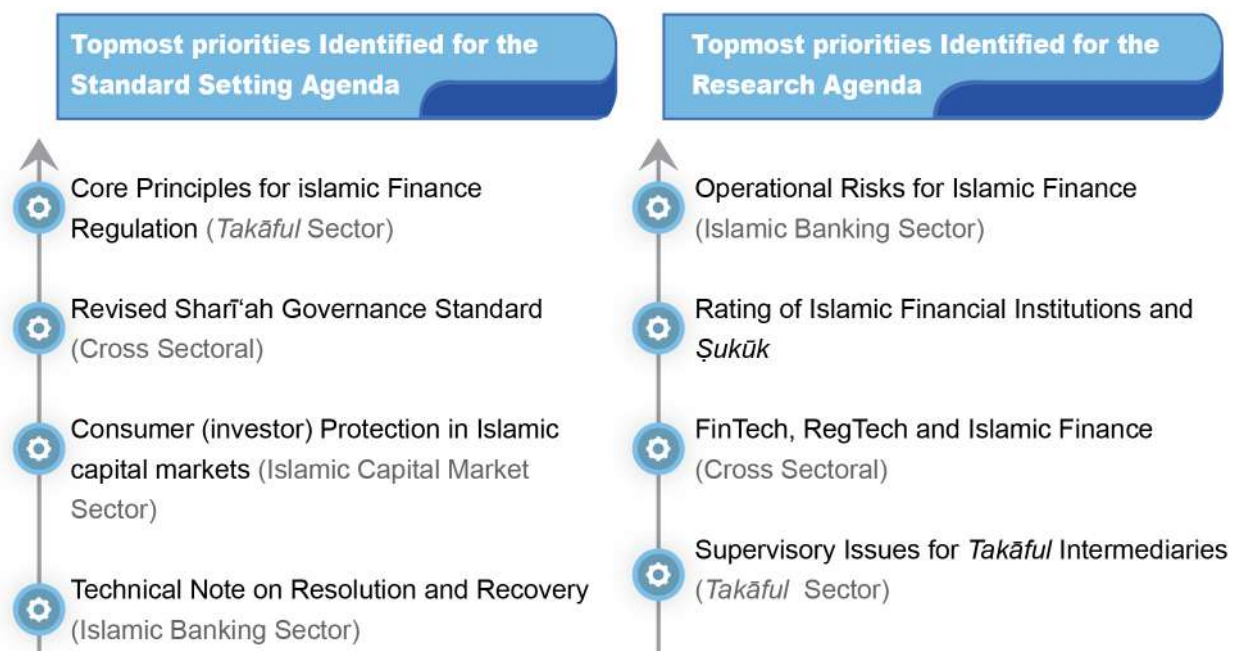 Topmost priorities Identified for the
Standard Setting Agenda
Core Principles for islamic Finance
Regulation (Takāful Sector)
Revised Sharī‘ah Governance Standard
(Cross Sectoral)
Consumer (investor) Protection in Islamic
capital markets (Islamic Capital Market
Sector)
Technical Note on Resolution and Recovery
(Islamic Banking Sector)
Topmost priorities Identified for the
Research Agenda
Operational Risks for Islamic Finance
(Islamic Banking Sector)
Rating of Islamic Financial Institutions and
Ṣukūk
FinTech, RegTech and Islamic Finance
(Cross Sectoral)
Supervisory Issues for Takāful Intermediaries
(Takāful Sector)